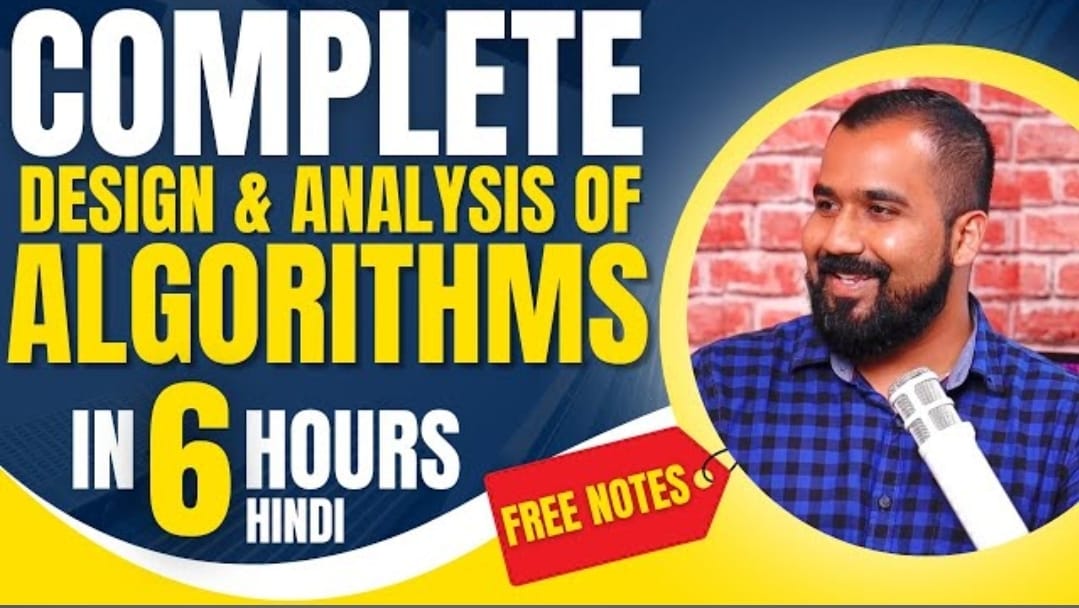 COMPLETE
DESIGN & ANALYSIS OF
ALGORITHMS
IN 6 HOURS
HINDI
FREE NOTES